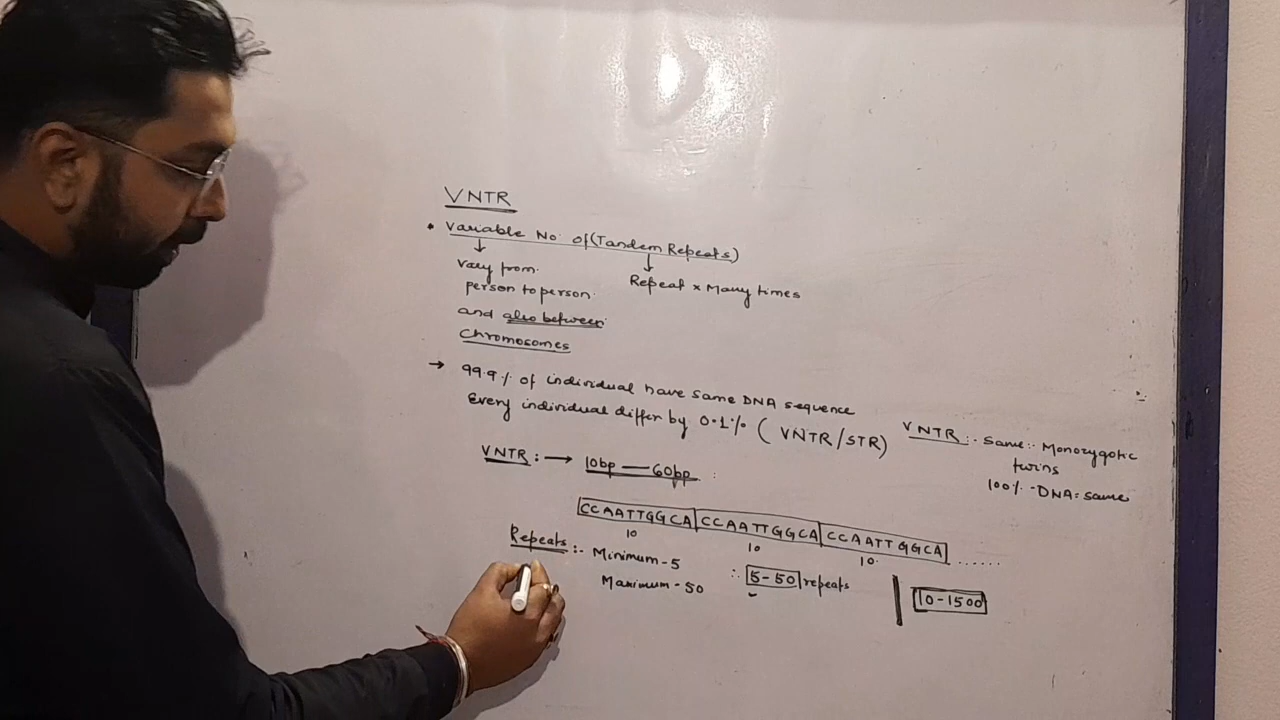 VNTR
• Variable No. of (Tandem Repeats)
↓ ↓
Vary from Repeat × Many times
person to person.
and also between
Chromosomes
→ 99.9% of individual have same DNA sequence
Every individual differ by 0.1% ( VNTR/STR)
VNTR :- Same :- Monozygotic
twins
100% - DNA = same
VNTR : → 10bp — 60bp :
CCAATTGGCA CCAATTGGCA CCAATTGGCA ......
10 10 10.
Repeats :- Minimum - 5
Maximum - 50
∴ 5-50 repeats
10-1500